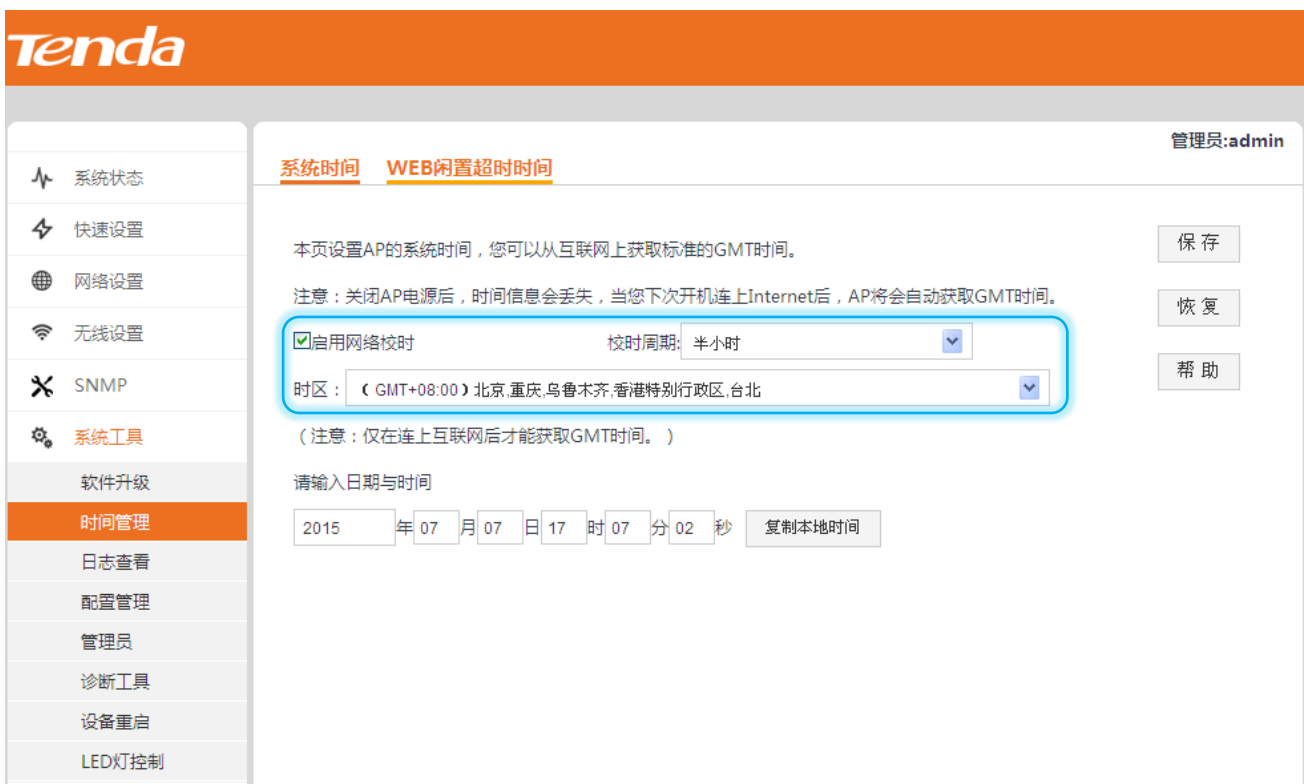 Tenda
管理员:admin
系统时间 WEB闲置超时时间
系统状态
快速设置
网络设置
无线设置
SNMP
系统工具
软件升级
时间管理
日志查看
配置管理
管理员
诊断工具
设备重启
LED灯控制
本页设置AP的系统时间，您可以从互联网上获取标准的GMT时间。
注意：关闭AP电源后，时间信息会丢失，当您下次开机连上Internet后，AP将会自动获取GMT时间。
启用网络校时 校时周期: 半小时
时区： （GMT+08:00）北京,重庆,乌鲁木齐,香港特别行政区,台北
（注意：仅在连上互联网后才能获取GMT时间。）
请输入日期与时间
2015 年 07 月 07 日 17 时 07 分 02 秒 复制本地时间
保存
恢复
帮助